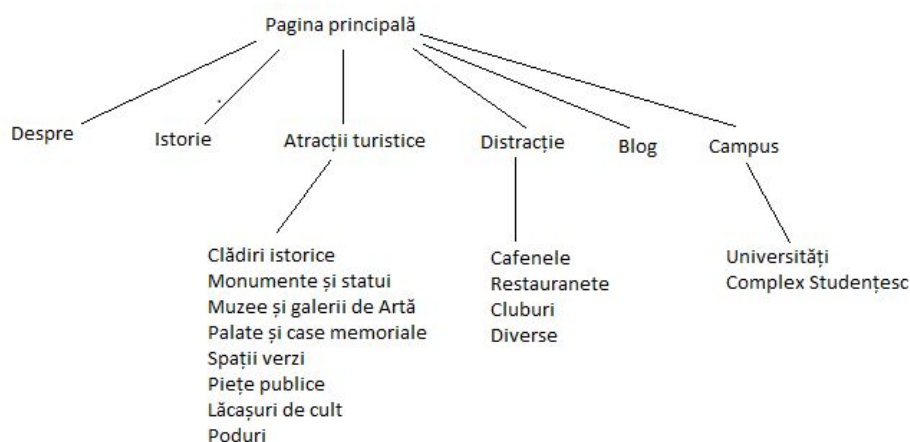 Pagina principală
Despre
Istorie
Atracții turistice
Distracție
Blog
Campus
Clădiri istorice
Monumente și statui
Muzee și galerii de Artă
Palate și case memoriale
Spații verzi
Piețe publice
Lăcașuri de cult
Poduri
Cafenele
Restauranete
Cluburi
Diverse
Universități
Complex Studențesc